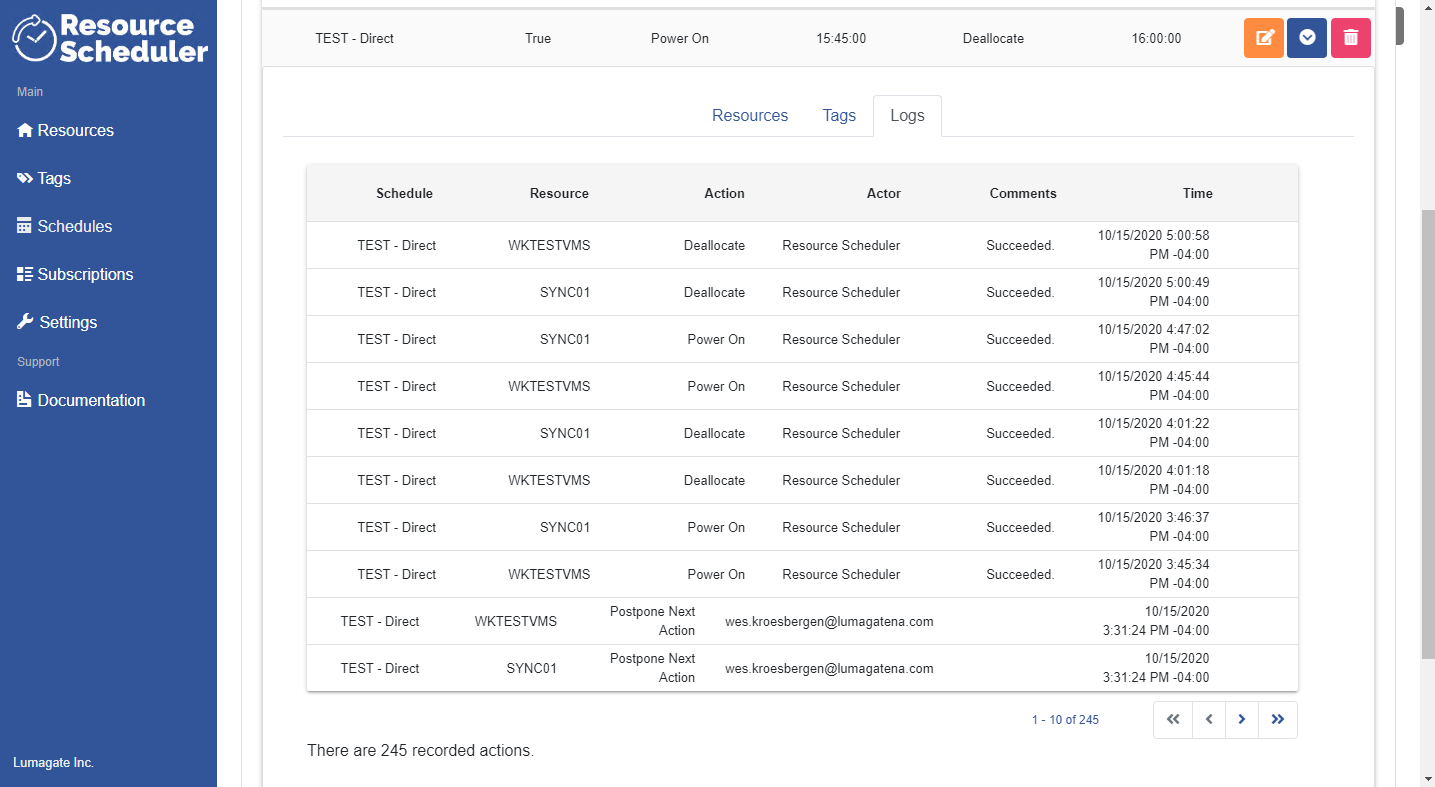 Resource
Scheduler
Main
Resources
Tags
Schedules
Subscriptions
Settings
Support
Documentation
Lumagate Inc.
TEST - Direct True Power On 15:45:00 Deallocate 16:00:00
Resources Tags Logs
Schedule Resource Action Actor Comments Time
TEST - Direct WKTESTVMS Deallocate Resource Scheduler Succeeded. 10/15/2020 5:00:58
PM -04:00
TEST - Direct SYNC01 Deallocate Resource Scheduler Succeeded. 10/15/2020 5:00:49
PM -04:00
TEST - Direct SYNC01 Power On Resource Scheduler Succeeded. 10/15/2020 4:47:02
PM -04:00
TEST - Direct WKTESTVMS Power On Resource Scheduler Succeeded. 10/15/2020 4:45:44
PM -04:00
TEST - Direct SYNC01 Deallocate Resource Scheduler Succeeded. 10/15/2020 4:01:22
PM -04:00
TEST - Direct WKTESTVMS Deallocate Resource Scheduler Succeeded. 10/15/2020 4:01:18
PM -04:00
TEST - Direct SYNC01 Power On Resource Scheduler Succeeded. 10/15/2020 3:46:37
PM -04:00
TEST - Direct WKTESTVMS Power On Resource Scheduler Succeeded. 10/15/2020 3:45:34
PM -04:00
TEST - Direct WKTESTVMS Postpone Next wes.kroesbergen@lumagatena.com 10/15/2020
Action 3:31:24 PM -04:00
TEST - Direct SYNC01 Postpone Next wes.kroesbergen@lumagatena.com 10/15/2020
Action 3:31:24 PM -04:00
1 - 10 of 245
There are 245 recorded actions.